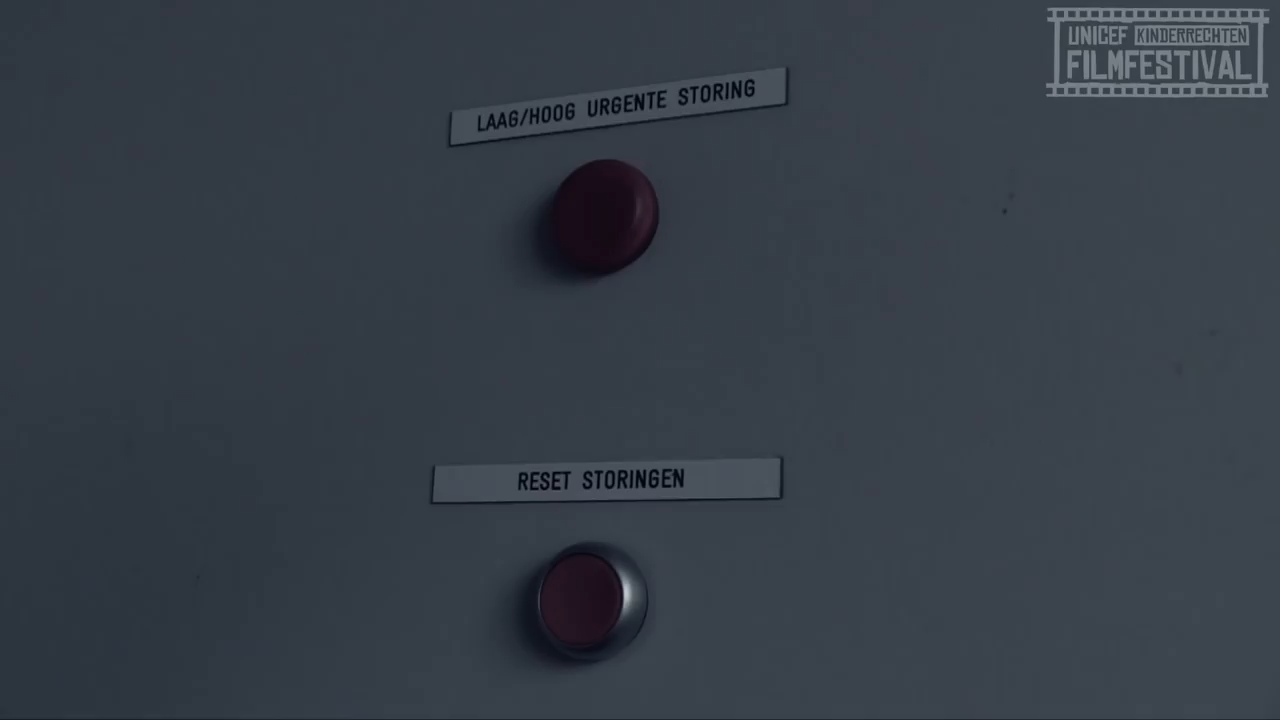 UNICEF KINDERRECHTEN
FILMFESTIVAL
LAAG/HOOG URGENTE STORING
RESET STORINGEN